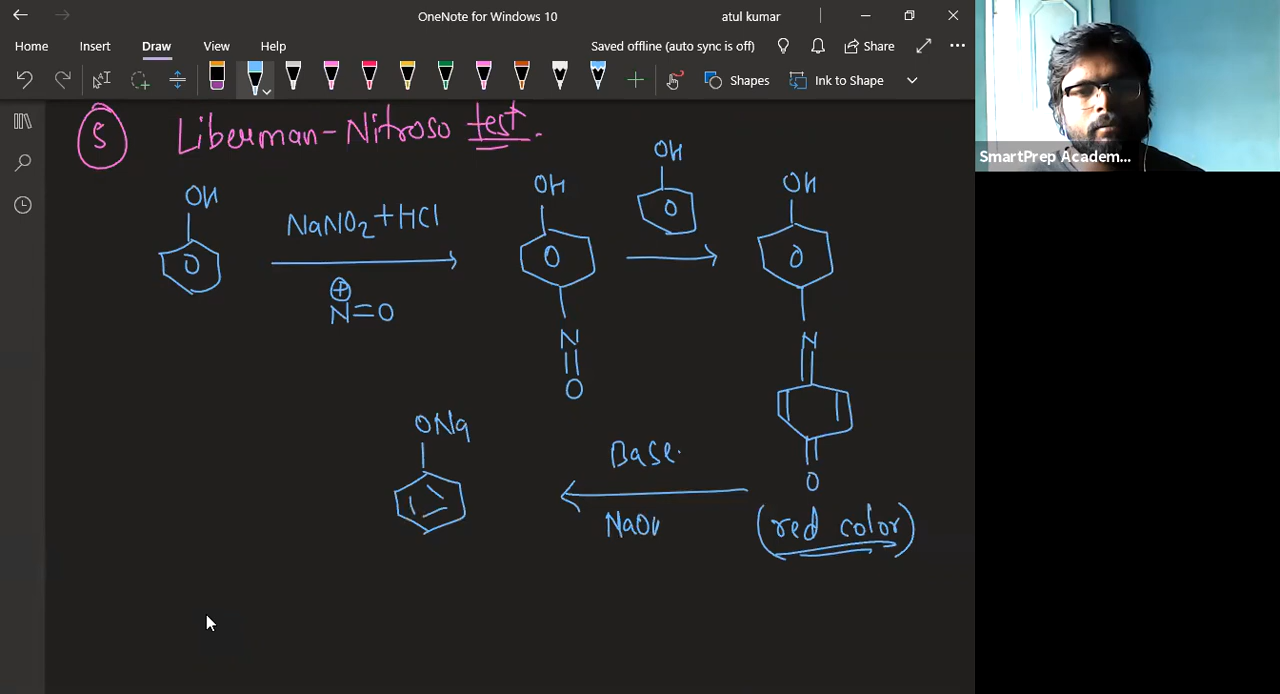 OneNote for Windows 10
atul kumar
Home Insert Draw View Help
Saved offline (auto sync is off)
Share
Shapes
Ink to Shape
SmartPrep Academ...
5 Liberman-Nitroso test.
OH
OH
OH
OH
NaNO2+HCl
N=O
N
O
N
O
ONa
Base.
NaOH
(red color)